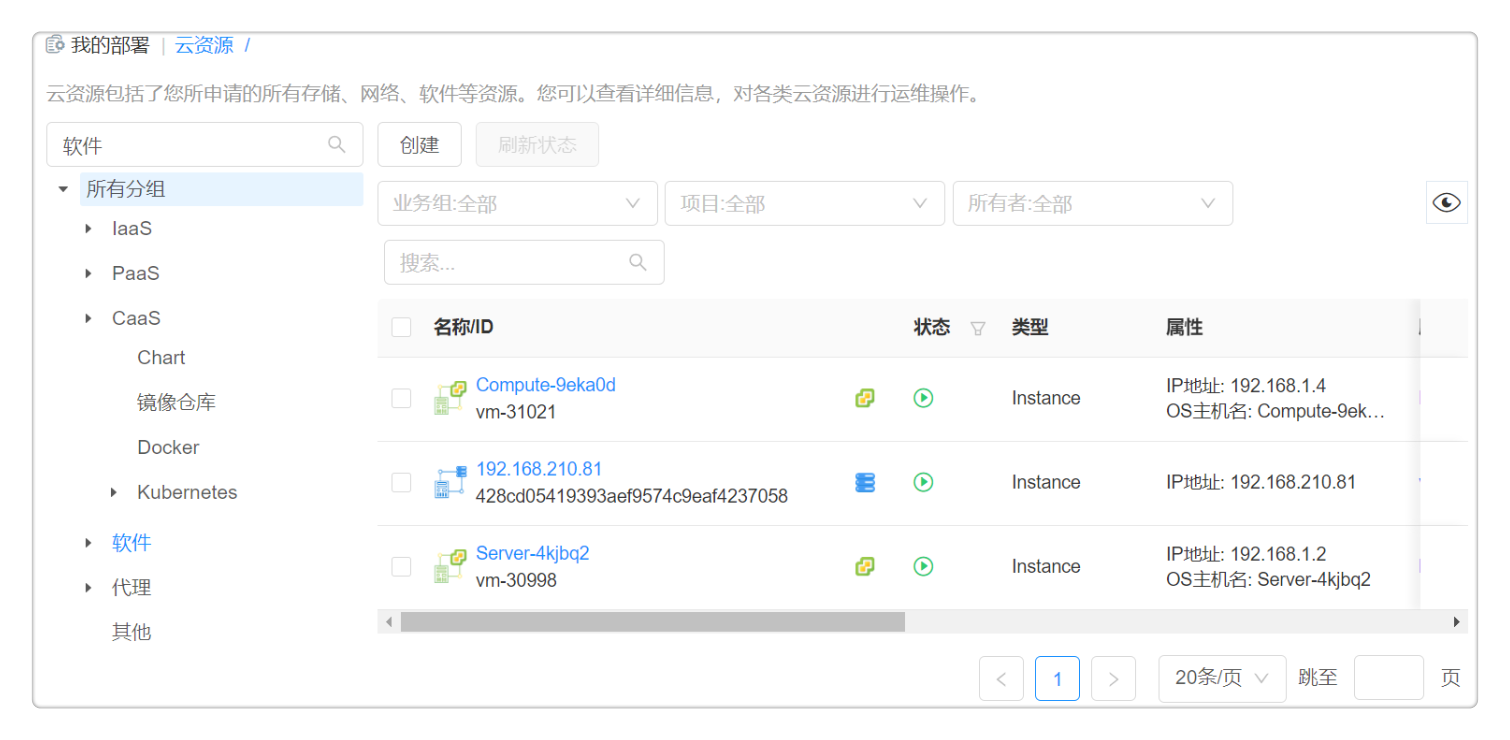 我的部署 | 云资源 /
云资源包括了您所申请的所有存储、网络、软件等资源。您可以查看详细信息，对各类云资源进行运维操作。
软件
创建
刷新状态
所有分组
IaaS
PaaS
CaaS
Chart
镜像仓库
Docker
Kubernetes
软件
代理
其他
业务组:全部
项目:全部
所有者:全部
搜索...
名称/ID
状态
类型
属性
Compute-9eka0d
vm-31021
Instance
IP地址: 192.168.1.4
OS主机名: Compute-9ek...
192.168.210.81
428cd05419393aef9574c9eaf4237058
Instance
IP地址: 192.168.210.81
Server-4kjbq2
vm-30998
Instance
IP地址: 192.168.1.2
OS主机名: Server-4kjbq2
< 1 > 20条/页 跳至 页